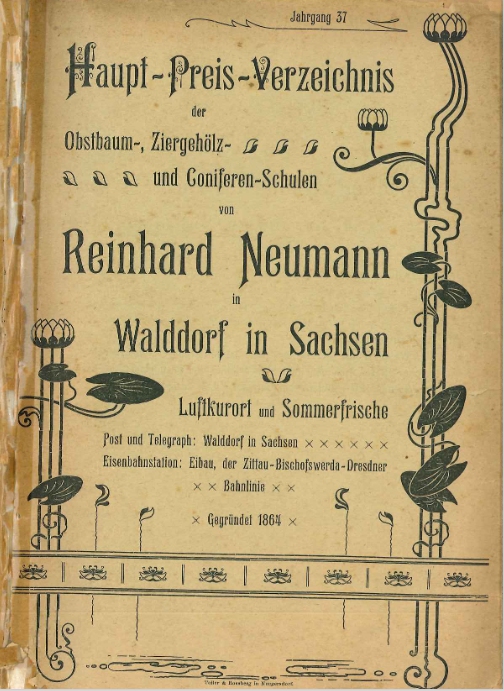 Jahrgang 37
Haupt-Preis-Verzeichnis
der
Obstbaum-, Ziergehölz-
und Coniferen-Schulen
von
Reinhard Neumann
in
Walddorf in Sachsen
Luftkurort und Sommerfrische
Post und Telegraph: Walddorf in Sachsen × × × × × ×
Eisenbahnstation: Eibau, der Zittau-Bischofswerda-Dresdner
× × Bahnlinie × ×
× Gegründet 1864 ×